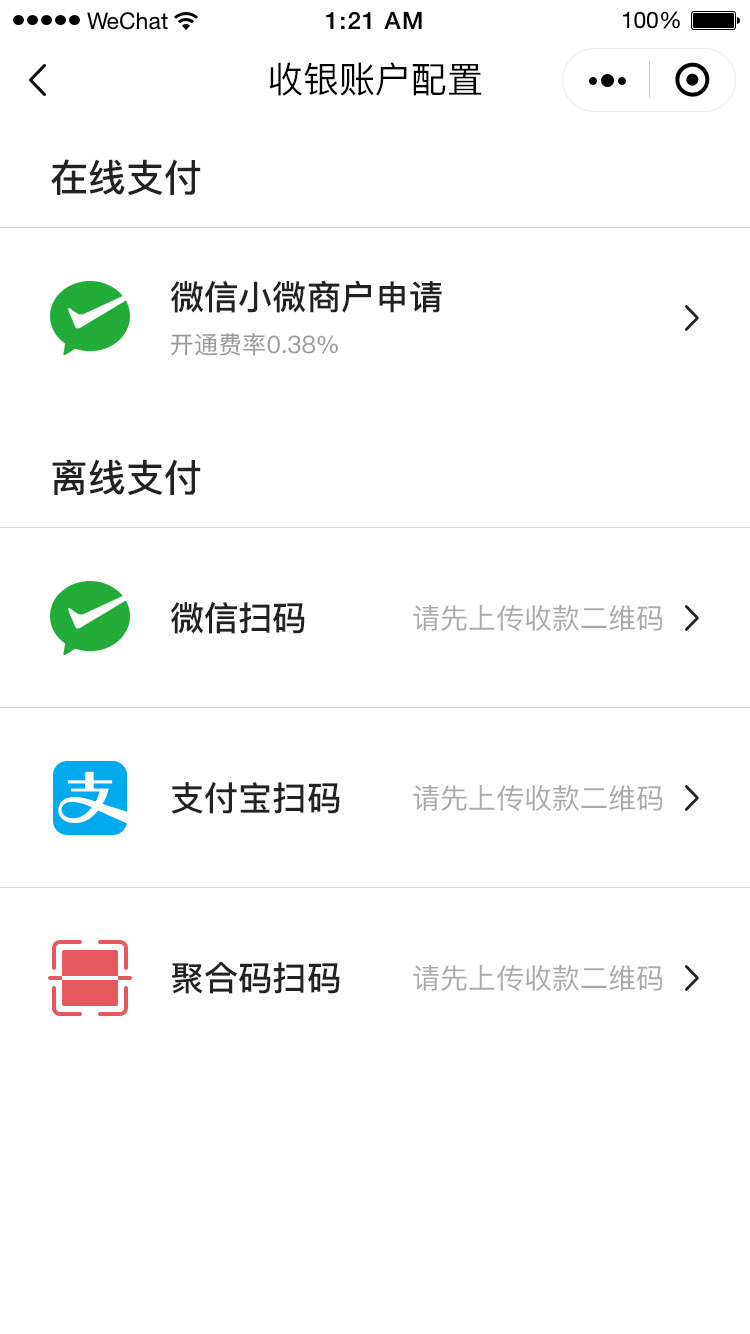 WeChat 1:21 AM 100%
收银账户配置
在线支付
微信小微商户申请
开通费率0.38%
离线支付
微信扫码 请先上传收款二维码
支付宝扫码 请先上传收款二维码
聚合码扫码 请先上传收款二维码